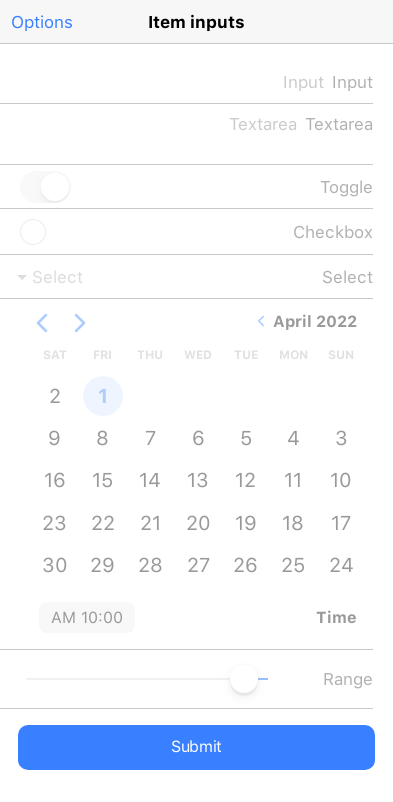 Options Item inputs
Input Input
Textarea Textarea
Toggle
Checkbox
Select Select
April 2022
SAT FRI THU WED TUE MON SUN
2 1
9 8 7 6 5 4 3
16 15 14 13 12 11 10
23 22 21 20 19 18 17
30 29 28 27 26 25 24
AM 10:00 Time
Range
Submit